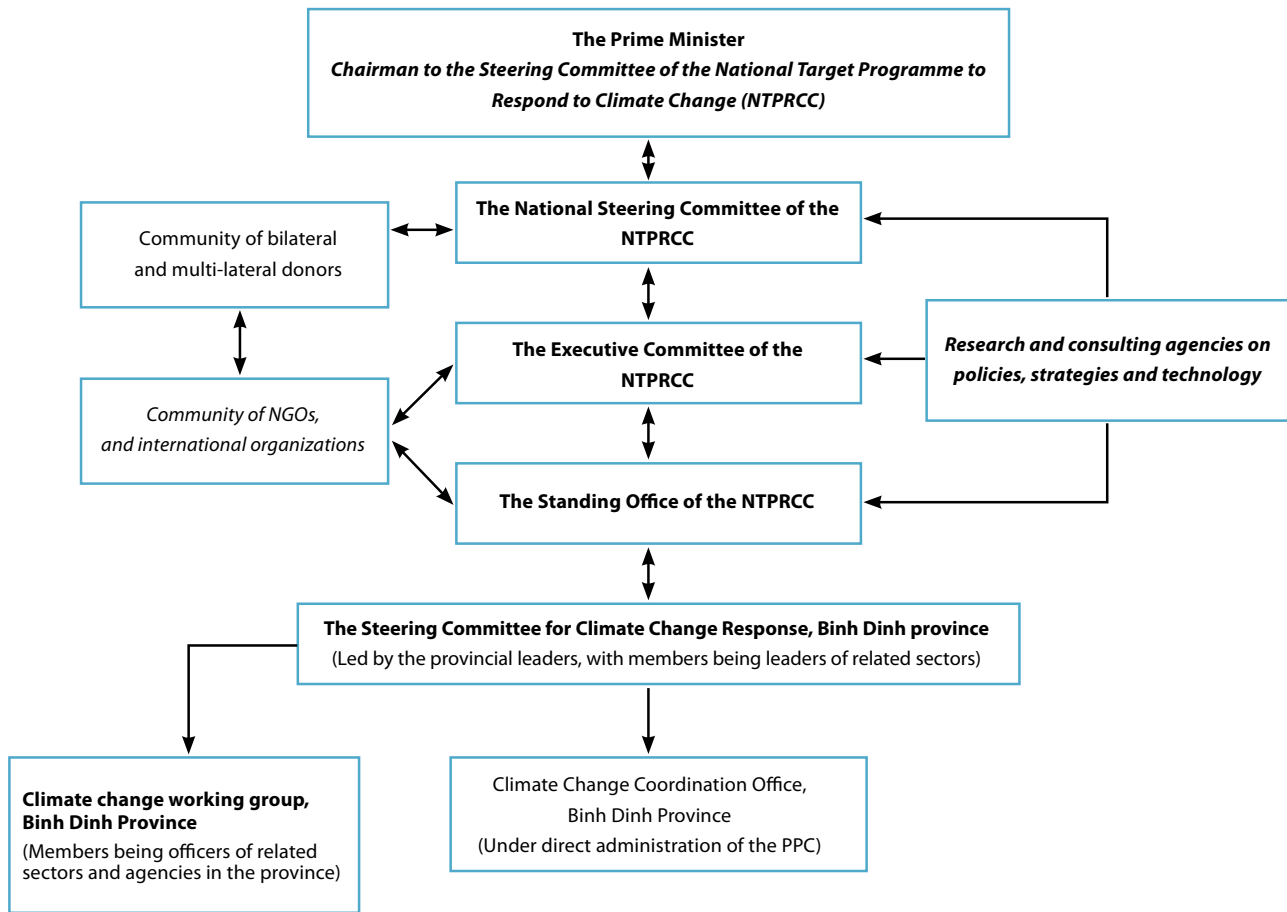 The Prime Minister
Chairman to the Steering Committee of the National Target Programme to
Respond to Climate Change (NTPRCC)
The National Steering Committee of the
NTPRCC
Community of bilateral
and multi-lateral donors
The Executive Committee of the
NTPRCC
Research and consulting agencies on
policies, strategies and technology
Community of NGOs,
and international organizations
The Standing Office of the NTPRCC
The Steering Committee for Climate Change Response, Binh Dinh province
(Led by the provincial leaders, with members being leaders of related sectors)
Climate change working group,
Binh Dinh Province
(Members being officers of related
sectors and agencies in the province)
Climate Change Coordination Office,
Binh Dinh Province
(Under direct administration of the PPC)